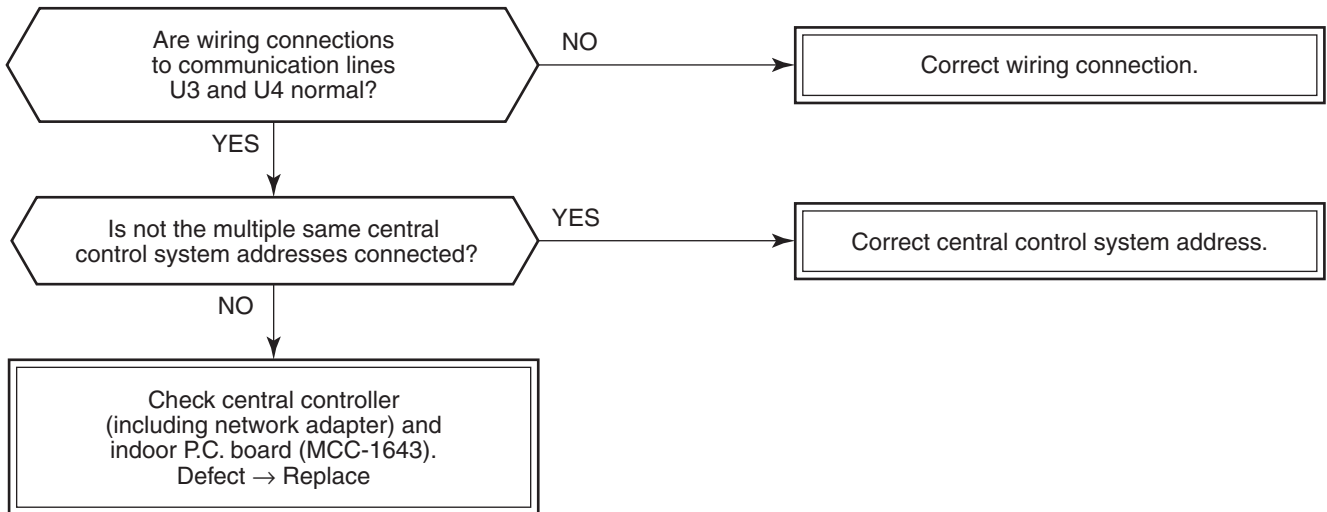 Are wiring connections
to communication lines
U3 and U4 normal?
NO
Correct wiring connection.
YES
Is not the multiple same central
control system addresses connected?
YES
Correct central control system address.
NO
Check central controller
(including network adapter) and
indoor P.C. board (MCC-1643).
Defect → Replace